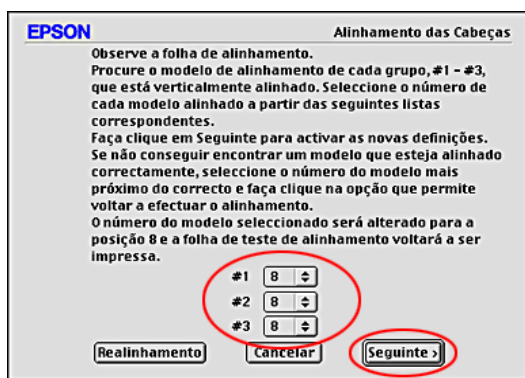 EPSON
Alinhamento das Cabeças
Observe a folha de alinhamento.
Procure o modelo de alinhamento de cada grupo, #1 - #3,
que está verticalmente alinhado. Seleccione o número de
cada modelo alinhado a partir das seguintes listas
correspondentes.
Faça clique em Seguinte para activar as novas definições.
Se não conseguir encontrar um modelo que esteja alinhado
correctamente, seleccione o número do modelo mais
próximo do correcto e faça clique na opção que permite
voltar a efectuar o alinhamento.
O número do modelo seleccionado será alterado para a
posição 8 e a folha de teste de alinhamento voltará a ser
impressa.
#1 8
#2 8
#3 8
Realinhamento Cancelar Seguinte ›